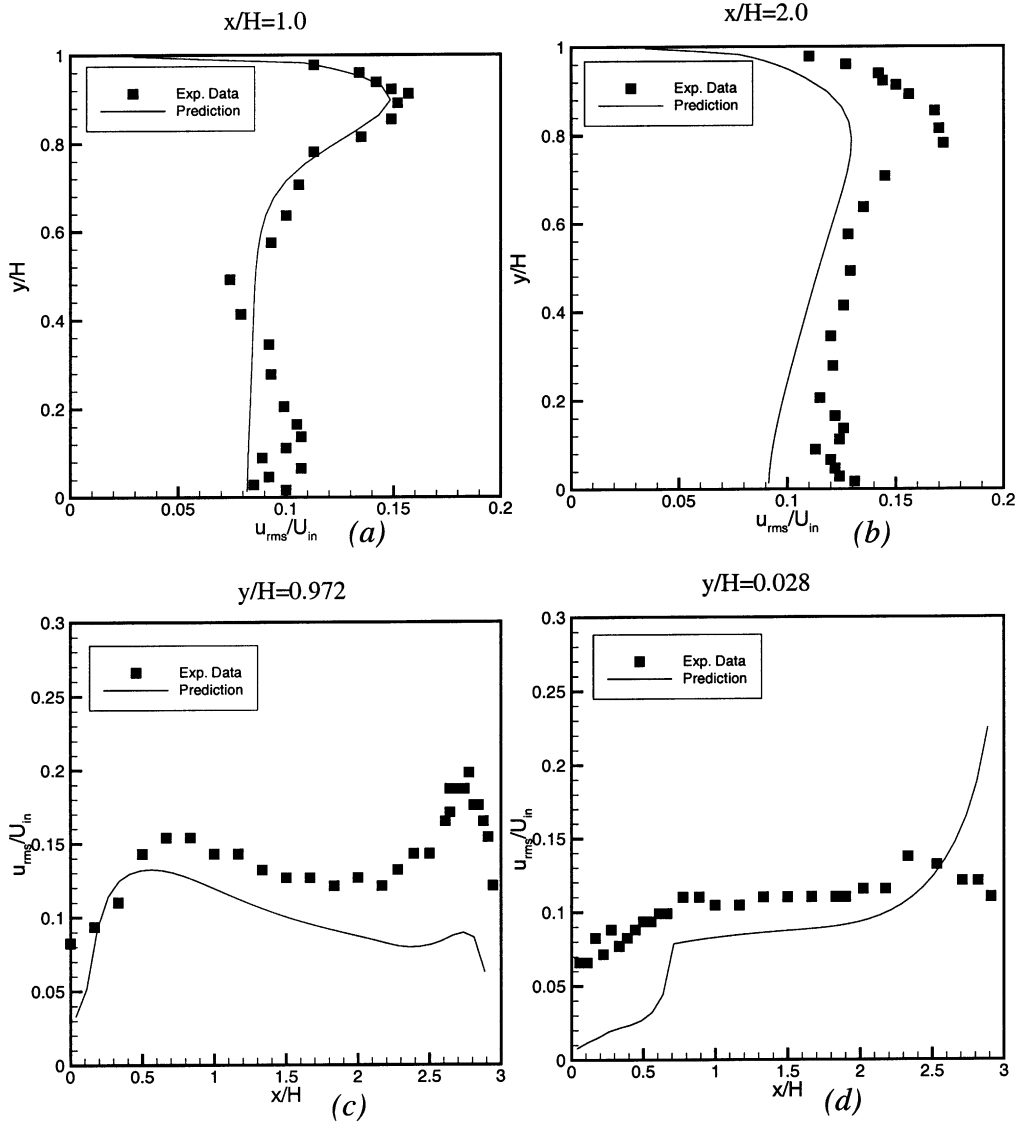 x/H=1.0
1
0.8
0.6
0.4
0.2
0
y/H
Exp. Data
Prediction
0.05
0.1
0.15
0.2
u_rms/U_in
(a)
x/H=2.0
1
0.8
0.6
0.4
0.2
0
y/H
Exp. Data
Prediction
0
0.05
0.1
0.15
0.2
u_rms/U_in
(b)
y/H=0.972
0.3
0.25
0.2
0.15
0.1
0.05
0
u_rms/U_in
Exp. Data
Prediction
0
0.5
1
1.5
2
2.5
3
x/H
(c)
y/H=0.028
0.3
0.25
0.2
0.15
0.1
0.05
0
u_rms/U_in
Exp. Data
Prediction
0
0.5
1
1.5
2
2.5
3
x/H
(d)